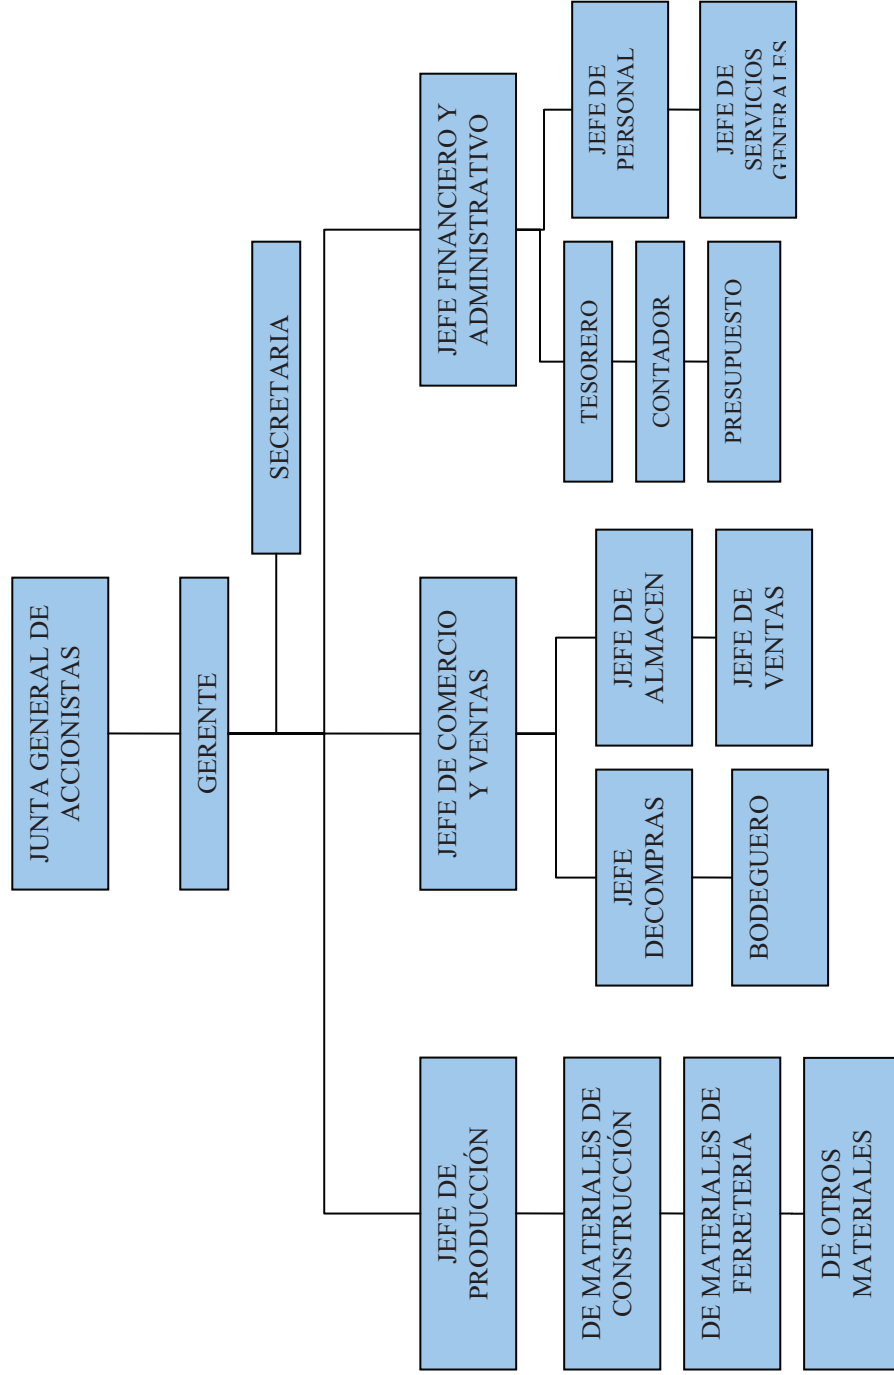 JUNTA GENERAL DE
ACCIONISTAS
GERENTE
SECRETARIA
JEFE DE
PRODUCCIÓN
DE MATERIALES DE
CONSTRUCCIÓN
DE MATERIALES DE
FERRETERIA
DE OTROS
MATERIALES
JEFE DE COMERCIO
Y VENTAS
JEFE
DECOMPRAS
BODEGUERO
JEFE DE
ALMACEN
JEFE DE
VENTAS
JEFE FINANCIERO Y
ADMINISTRATIVO
TESORERO
CONTADOR
PRESUPUESTO
JEFE DE
PERSONAL
JEFE DE
SERVICIOS
GENERALES